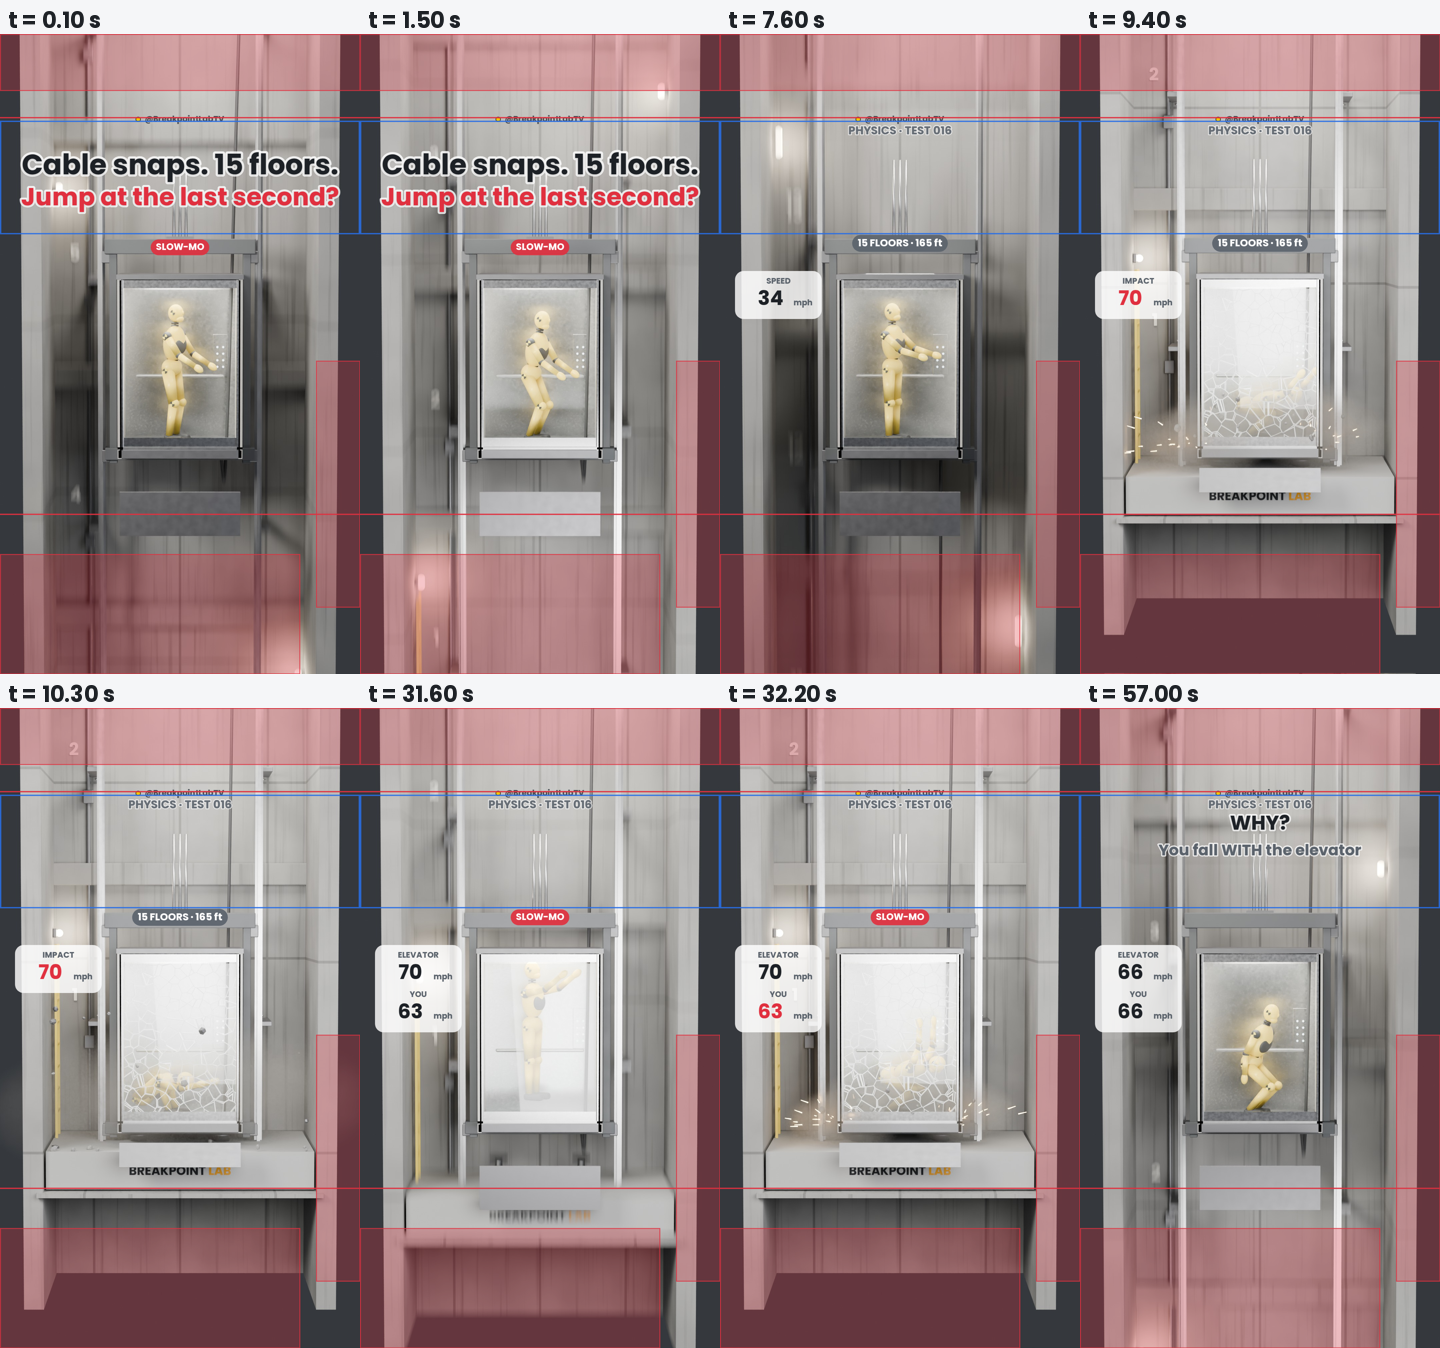 t = 0.10 s
@BreakpointLabTV
Cable snaps. 15 floors.
Jump at the last second?
SLOW-MO
t = 1.50 s
@BreakpointLabTV
Cable snaps. 15 floors.
Jump at the last second?
SLOW-MO
t = 7.60 s
@BreakpointLabTV
PHYSICS · TEST 016
15 FLOORS · 165 ft
SPEED
34 mph
t = 9.40 s
2
@BreakpointLabTV
PHYSICS · TEST 016
15 FLOORS · 165 ft
IMPACT
70 mph
BREAKPOINT LAB
t = 10.30 s
2
@BreakpointLabTV
PHYSICS · TEST 016
15 FLOORS · 165 ft
IMPACT
70 mph
BREAKPOINT LAB
t = 31.60 s
@BreakpointLabTV
PHYSICS · TEST 016
SLOW-MO
ELEVATOR
70 mph
YOU
63 mph
t = 32.20 s
2
@BreakpointLabTV
PHYSICS · TEST 016
SLOW-MO
ELEVATOR
70 mph
YOU
63 mph
BREAKPOINT LAB
t = 57.00 s
@BreakpointLabTV
PHYSICS · TEST 016
WHY?
You fall WITH the elevator
ELEVATOR
66 mph
YOU
66 mph